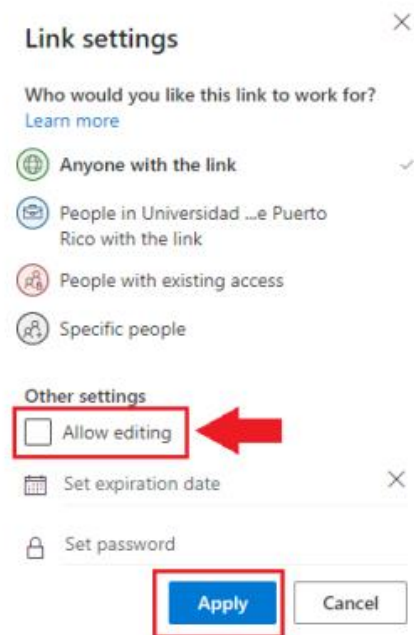 Link settings
Who would you like this link to work for?
Learn more
Anyone with the link
People in Universidad ...e Puerto
Rico with the link
People with existing access
Specific people
Other settings
Allow editing
Set expiration date
Set password
Apply
Cancel